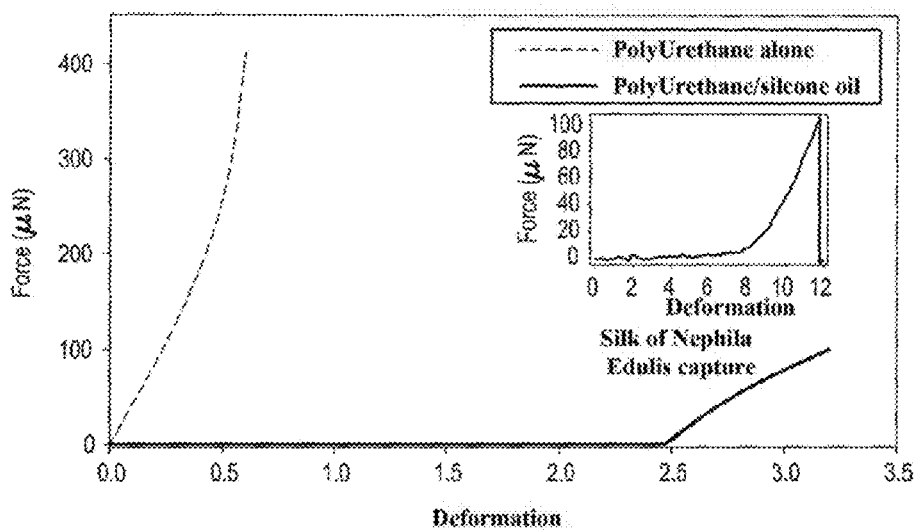 PolyUrethane alone
PolyUrethane/silcone oil
400
300
200
100
0
Force (μN)
0.0 0.5 1.0 1.5 2.0 2.5 3.0 3.5
Deformation
100
80
60
40
20
0
Force (μN)
0 2 4 6 8 10 12
Deformation
Silk of Nephila
Edulis capture